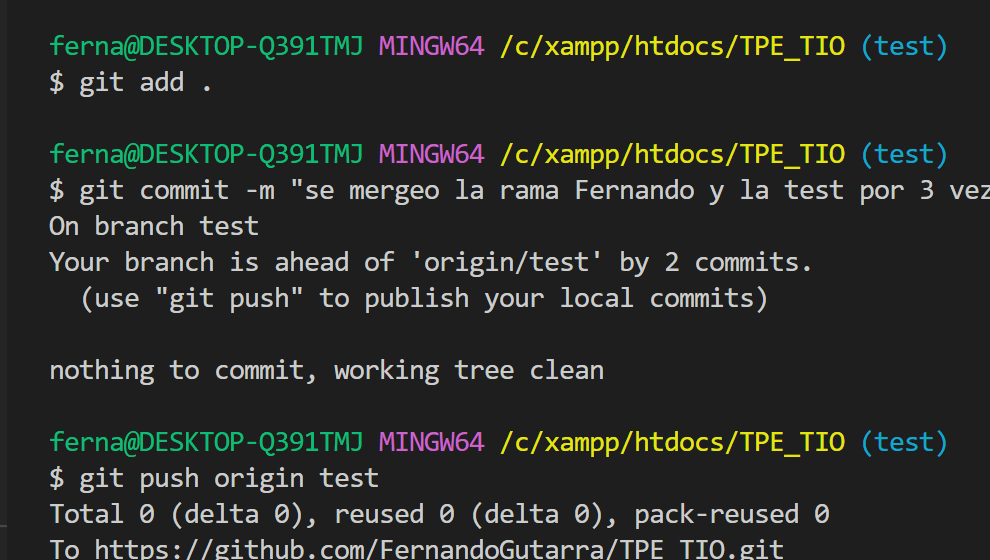 ferna@DESKTOP-Q391TMJ MINGW64 /c/xampp/htdocs/TPE_TIO (test)
$ git add .
ferna@DESKTOP-Q391TMJ MINGW64 /c/xampp/htdocs/TPE_TIO (test)
$ git commit -m "se mergeo la rama Fernando y la test por 3 vez
On branch test
Your branch is ahead of 'origin/test' by 2 commits.
(use "git push" to publish your local commits)
nothing to commit, working tree clean
ferna@DESKTOP-Q391TMJ MINGW64 /c/xampp/htdocs/TPE_TIO (test)
$ git push origin test
Total 0 (delta 0), reused 0 (delta 0), pack-reused 0
To https://github.com/FernandoGutarra/TPE_TIO.git